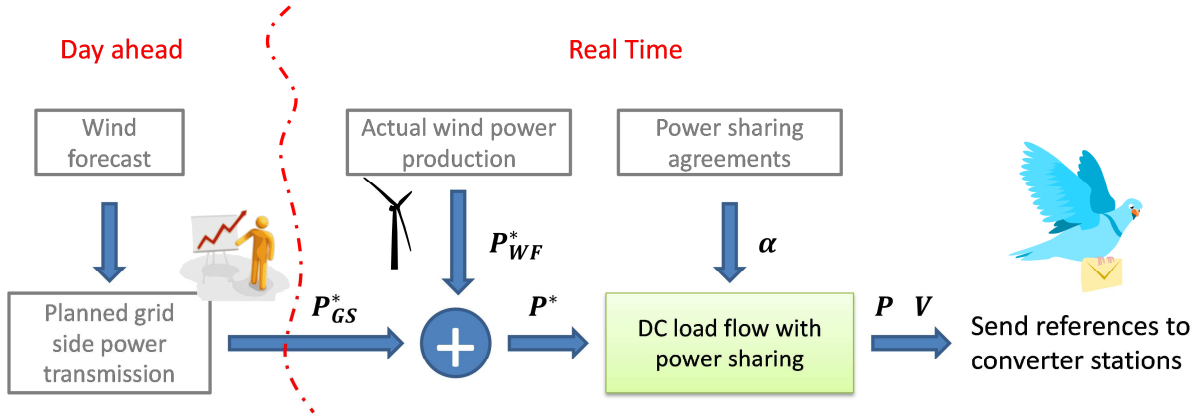 Day ahead
Real Time
Wind
forecast
Actual wind power
production
Power sharing
agreements
P*WF
α
Planned grid
side power
transmission
P*GS
+
P*
DC load flow with
power sharing
P V
Send references to
converter stations